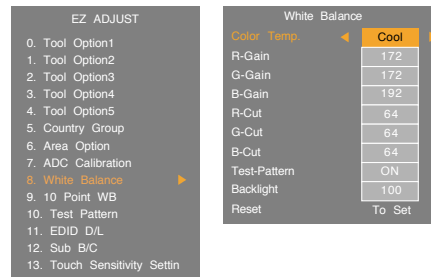 EZ ADJUST
0. Tool Option1
1. Tool Option2
2. Tool Option3
3. Tool Option4
4. Tool Option5
5. Country Group
6. Area Option
7. ADC Calibration
8. White Balance
9. 10 Point WB
10. Test Pattern
11. EDID D/L
12. Sub B/C
13. Touch Sensitivity Settin
White Balance
Color Temp. Cool
R-Gain 172
G-Gain 172
B-Gain 192
R-Cut 64
G-Cut 64
B-Cut 64
Test-Pattern ON
Backlight 100
Reset To Set